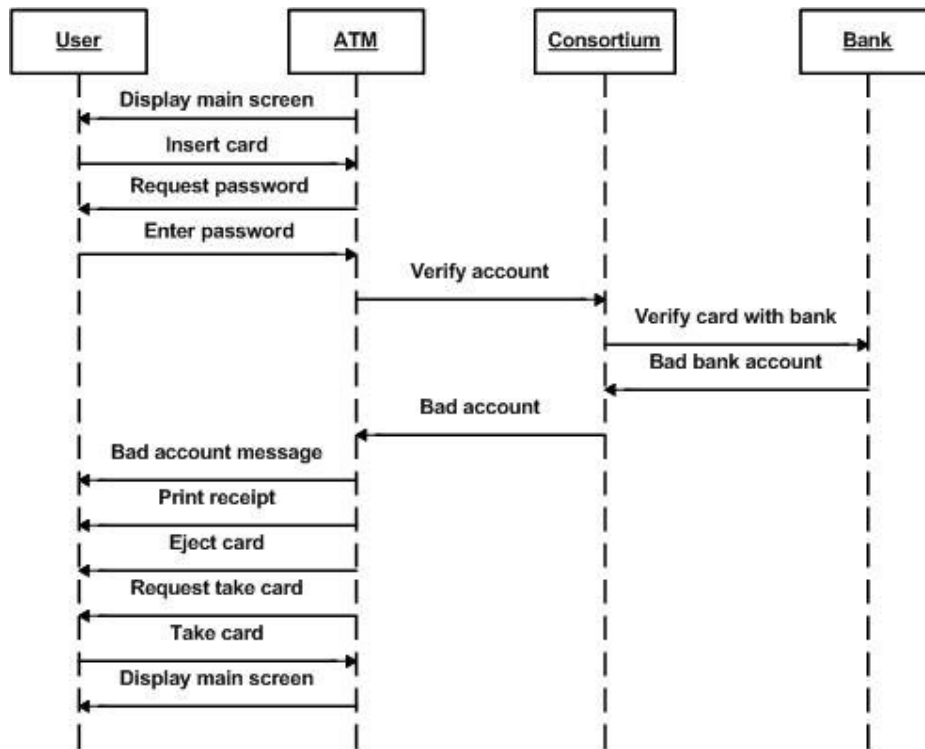 User
ATM
Consortium
Bank
Display main screen
Insert card
Request password
Enter password
Verify account
Verify card with bank
Bad bank account
Bad account
Bad account message
Print receipt
Eject card
Request take card
Take card
Display main screen